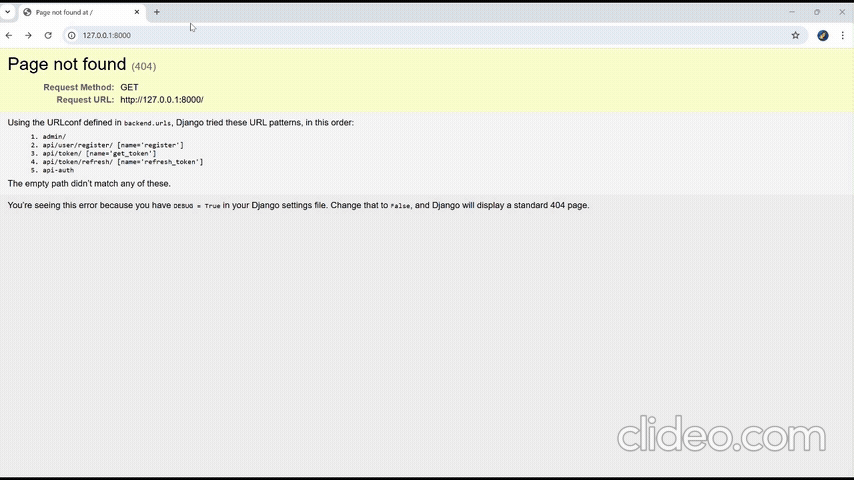 Page not found at /
127.0.0.1:8000
Page not found (404)
Request Method: GET
Request URL: http://127.0.0.1:8000/
Using the URLconf defined in backend.urls, Django tried these URL patterns, in this order:
1. admin/
2. api/user/register/ [name='register']
3. api/token/ [name='get_token']
4. api/token/refresh/ [name='refresh_token']
5. api-auth
The empty path didn't match any of these.
You're seeing this error because you have DEBUG = True in your Django settings file. Change that to False, and Django will display a standard 404 page.
clideo.com